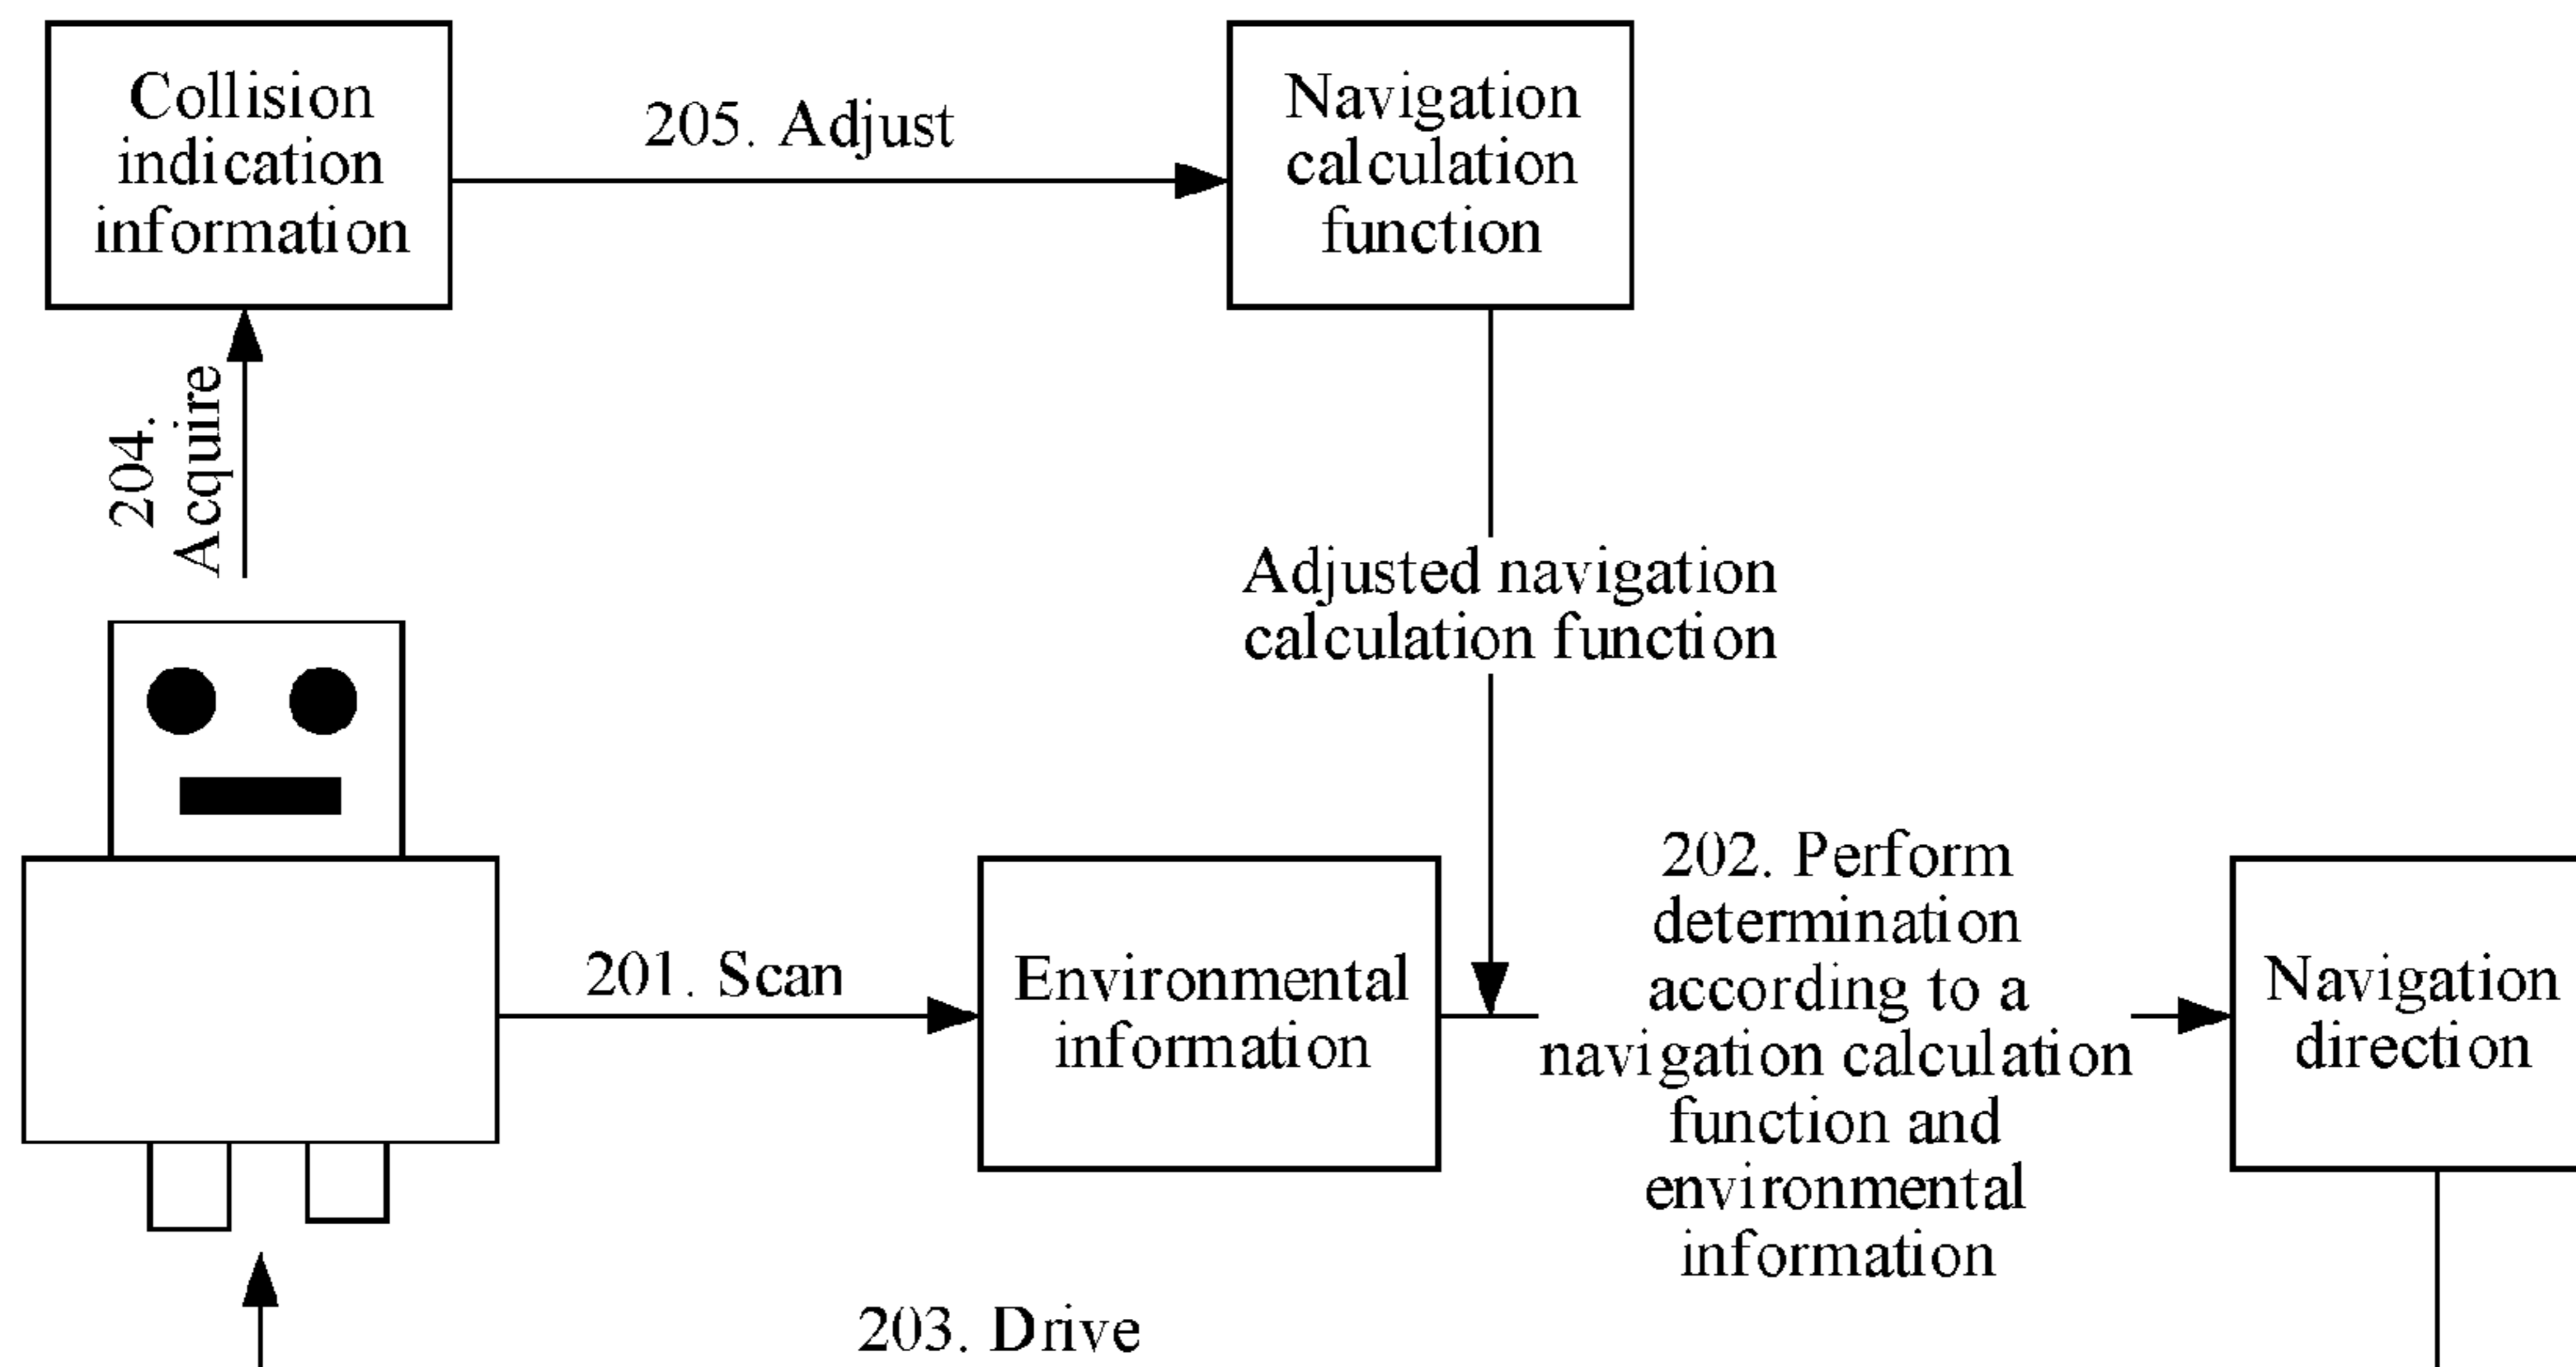 Collision
indication
information
205. Adjust
Navigation
calculation
function
204.
Acquire
Adjusted navigation
calculation function
201. Scan
Environmental
information
202. Perform
determination
according to a
navigation calculation
function and
environmental
information
Navigation
direction
203. Drive